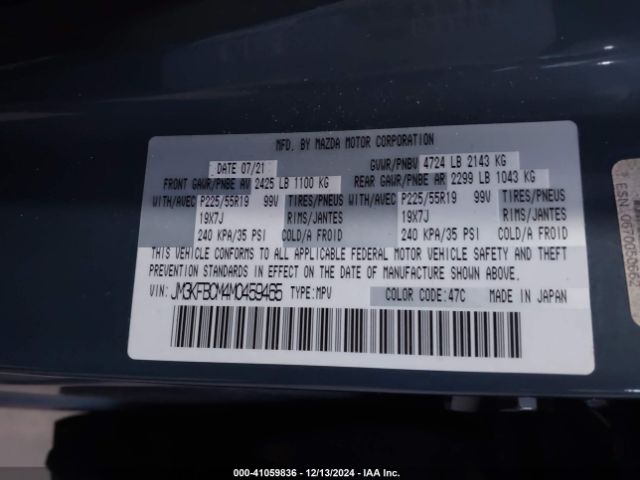 MFD. BY MAZDA MOTOR CORPORATION
DATE 07/21 GVWR/PNBV 4724 LB 2143 KG
FRONT GAWR/PNBE AV 2425 LB 1100 KG REAR GAWR/PNBE AR 2299 LB 1043 KG
WITH/AVEC P225/55R19 99V TIRES/PNEUS WITH/AVEC P225/55R19 99V TIRES/PNEUS
19X7J RIMS/JANTES 19X7J RIMS/JANTES
240 KPA/35 PSI COLD/A FROID 240 KPA/35 PSI COLD/A FROID
THIS VEHICLE CONFORMS TO ALL APPLICABLE FEDERAL MOTOR VEHICLE SAFETY AND THEFT
PREVENTION STANDARDS IN EFFECT ON THE DATE OF MANUFACTURE SHOWN ABOVE.
VIN: JM3KFBCM4M0459465 TYPE:MPV COLOR CODE:47C MADE IN JAPAN
ESN
000-41059836 - 12/13/2024 - IAAI.COM